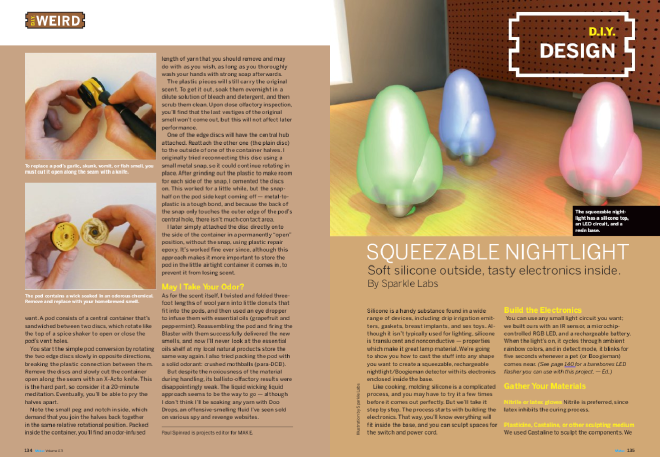 DIY WEIRD
To replace a pod's garlic, skunk, vomit, or fish smell, you
must cut it open along the seam with a knife.
The pod contains a wick soaked in an odorous chemical.
Remove and replace with your transformed smell.
want. A pod consists of a central container that's
sandwiched between two discs, which rotate like
the top of a spice shaker to open or close the
pod's vent holes.
You start the simple pod conversion by rotating
the two edge discs slowly in opposite directions,
breaking the plastic connection between them.
Remove the discs and slowly cut the container
open along the seam with an X-Acto knife. This
is the hard part, so consider it a 20-minute
meditation. Eventually, you'll be able to pry the
halves apart.
Note the small peg and notch inside, which
demand that you join the halves back together
in the same relative rotational position. Packed
inside the container, you'll find an odor-infused
length of yarn that you should remove and may
do with as you wish, as long as you thoroughly
wash your hands with strong soap afterwards.
The plastic pieces will still carry the original
scent. To get it out, soak them overnight in a
dilute solution of bleach and detergent, and then
scrub them clean. Upon close olfactory inspection,
you'll find that the last vestiges of the original
smell won't come out, but this will not affect later
performance.
One of the edge discs will have the central hub
attached. Reattach the other one (the plain disc)
to the outside of one of the container halves. I
originally tried reconnecting this disc using a
small metal snap, so it could continue rotating in
place. After grinding out the plastic to make room
for each side of the snap, I cemented the discs
on. This worked for a little while, but the snap-
half on the pod side kept coming off — metal-to-
plastic is a tough bond, and because the back of
the snap only touches the outer edge of the pod's
central hole, there isn't much contact area.
I later simply attached the disc directly onto
the side of the container in a permanently "open"
position, without the snap, using plastic repair
epoxy. It's worked fine ever since, although this
approach makes it more important to store the
pod in the little airtight container it comes in, to
prevent it from losing scent.
May I Take Your Odor?
As for the scent itself, I twisted and folded three-
foot lengths of wool yarn into little donuts that
fit into the pods, and then used an eye dropper
to infuse them with essential oils (grapefruit and
peppermint). Reassembling the pod and firing the
Blaster with them successfully delivered the new
smells, and now I'll never look at the essential
oils shelf at my local natural products store the
same way again. I also tried packing the pod with
a solid odorant: crushed mothballs (para-DCB).
But despite the noxiousness of the material
during handling, its ballistic olfactory results were
disappointingly weak. The liquid wicking liquid
approach seems to be the way to go — although
I don't think I'll be soaking any yarn with Doo
Drops, an offensive-smelling fluid I've seen sold
on various spy and revenge websites.
Paul Spinrad is projects editor for MAKE.
134 Make: Volume 03
D.I.Y.
DESIGN
The squeezable night-
light has a silicone top,
an LED circuit, and a
resin base.
SQUEEZABLE NIGHTLIGHT
Soft silicone outside, tasty electronics inside.
By Sparkle Labs
Silicone is a handy substance found in a wide
range of devices, including drip irrigation emit-
ters, gaskets, breast implants, and sex toys. Al-
though it isn't typically used for lighting, silicone
is translucent and nonconductive — properties
which make it great lamp material. We're going
to show you how to cast the stuff into any shape
you want to create a squeezable, rechargeable
nightlight/Boogieman detector with its electronics
enclosed inside the base.
Like cooking, molding silicone is a complicated
process, and you may have to try it a few times
before it comes out perfectly. But we'll take it
step by step. The process starts with building the
electronics. That way, you'll know everything will
fit inside the base, and you can sculpt spaces for
the switch and power cord.
Build the Electronics
You can use any small light circuit you want;
we built ours with an IR sensor, a microchip-
controlled RGB LED, and a rechargeable battery.
When the light's on, it cycles through ambient
rainbow colors, and in detect mode, it blinks for
five seconds whenever a pet (or Boogieman)
comes near. (See page 140 for a barebones LED
flasher you can use with this project. — Ed.)
Gather Your Materials
Nitrile or latex gloves Nitrile is preferred, since
latex inhibits the curing process.
Plasticine, Castaline, or other sculpting medium
We used Castaline to sculpt the components. We
Make: 135